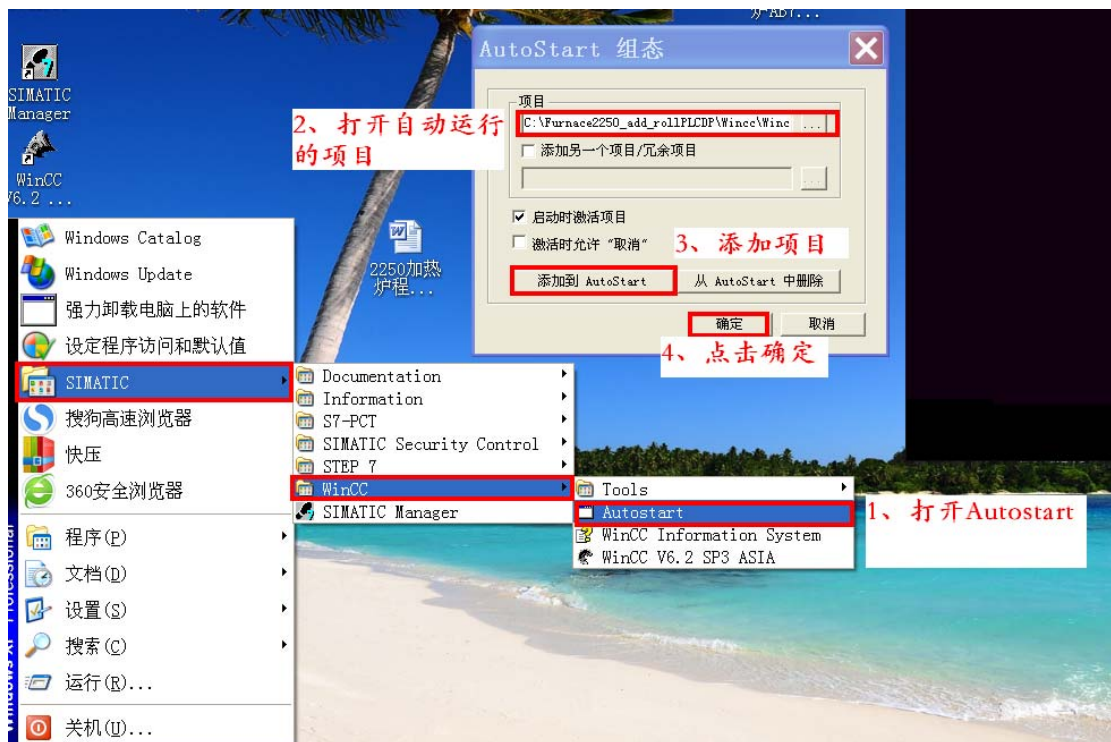 炉AB7...
SIMATIC
Manager
WinCC
V6.2 ...
2250加热
炉程...
AutoStart 组态
项目
C:\Furnace2250_add_rollPLCDP\Wincc\Winc ...
添加另一个项目/冗余项目
...
启动时激活项目
激活时允许 "取消"
添加到 AutoStart
从 AutoStart 中删除
确定
取消
2、打开自动运行
的项目
3、添加项目
4、点击确定
Windows Catalog
Windows Update
强力卸载电脑上的软件
设定程序访问和默认值
SIMATIC
搜狗高速浏览器
快压
360安全浏览器
程序(P)
文档(D)
设置(S)
搜索(C)
运行(R)...
关机(U)...
Windows XP Professional
Documentation
Information
S7-PCT
SIMATIC Security Control
STEP 7
WinCC
SIMATIC Manager
Tools
Autostart
WinCC Information System
WinCC V6.2 SP3 ASIA
1、打开Autostart